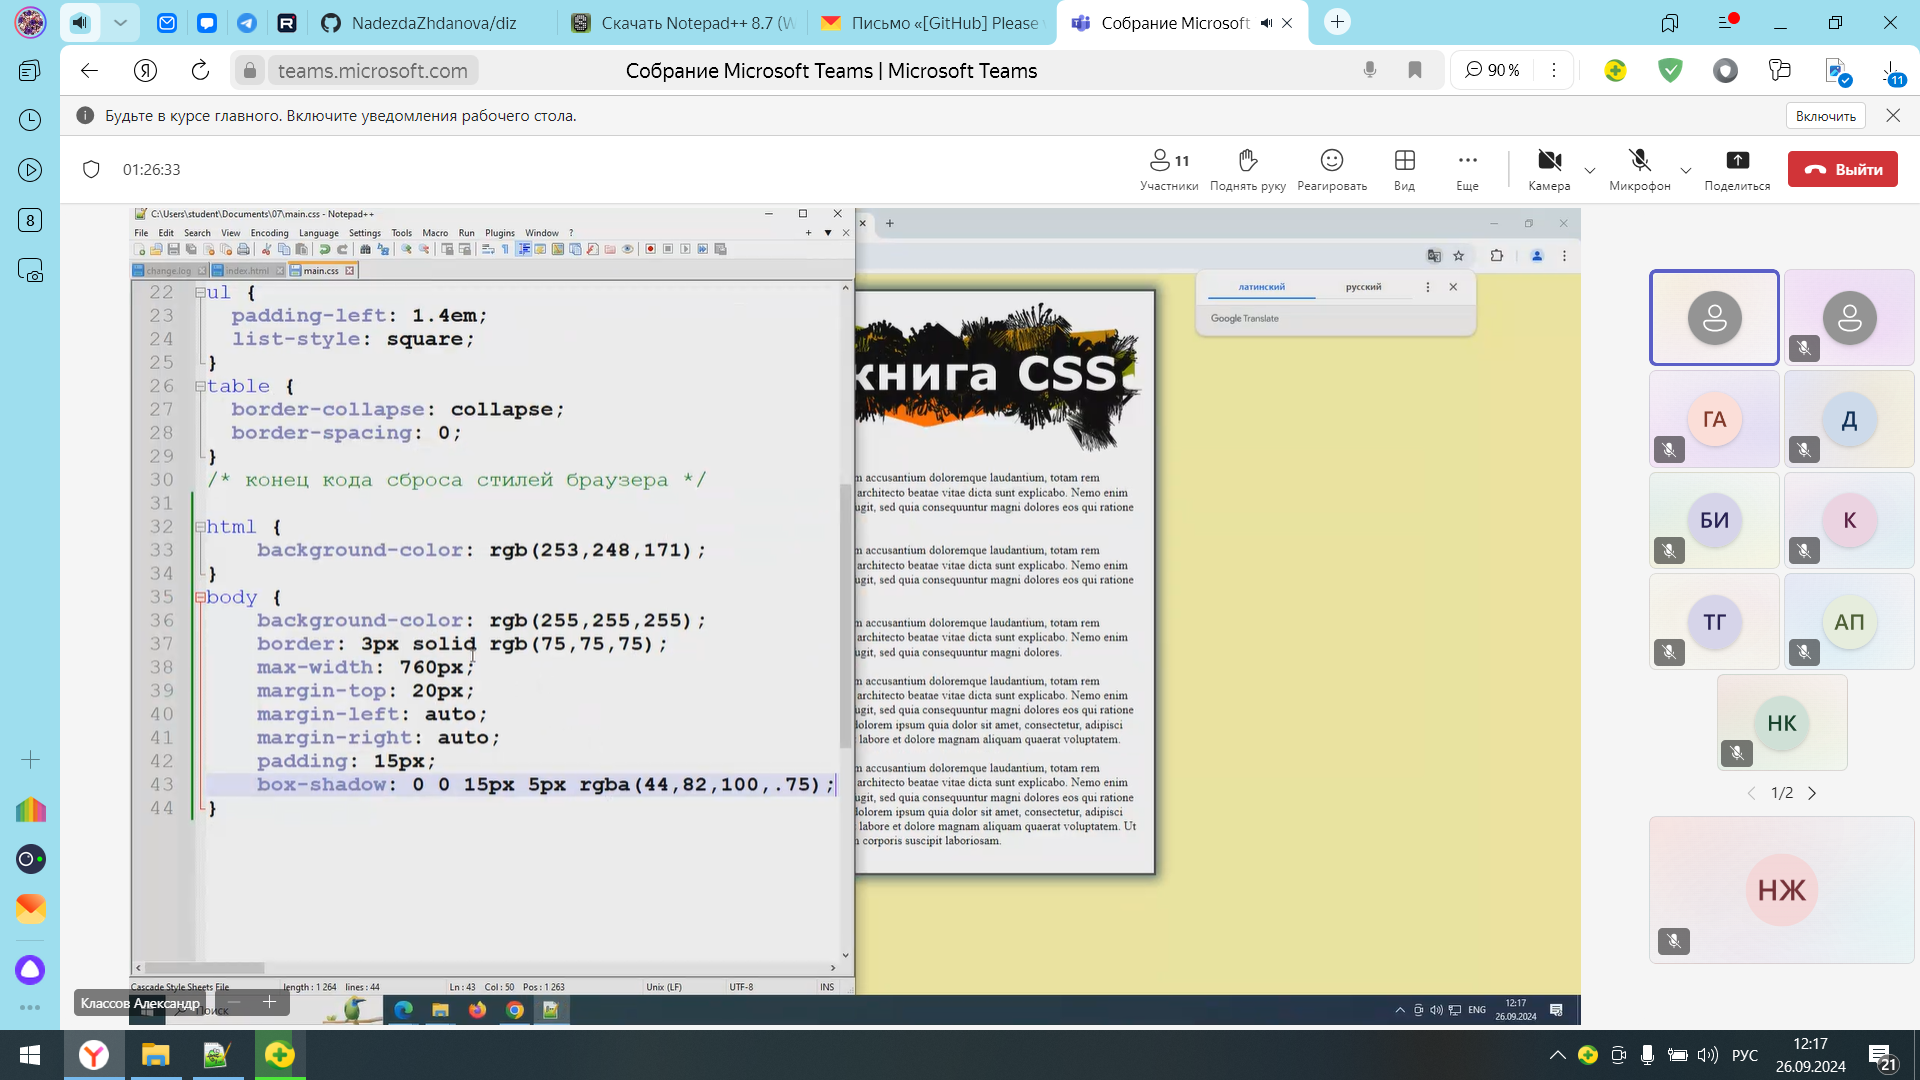 NadezdaZhdanova/diz
Скачать Notepad++ 8.7 (W
Письмо «[GitHub] Please
Собрание Microsoft
teams.microsoft.com
Собрание Microsoft Teams | Microsoft Teams
90 %
11
Будьте в курсе главного. Включите уведомления рабочего стола.
Включить
8
01:26:33
11
Участники
Поднять руку
Реагировать
Вид
Еще
Камера
Микрофон
Поделиться
Выйти
C:\Users\student\Documents\07\main.css - Notepad++
File Edit Search View Encoding Language Settings Tools Macro Run Plugins Window ?
change.log index.html main.css
22 ul {
23 padding-left: 1.4em;
24 list-style: square;
25 }
26 table {
27 border-collapse: collapse;
28 border-spacing: 0;
29 }
30 /* конец кода сброса стилей браузера */
31
32 html {
33 background-color: rgb(253,248,171);
34 }
35 body {
36 background-color: rgb(255,255,255);
37 border: 3px solid rgb(75,75,75);
38 max-width: 760px;
39 margin-top: 20px;
40 margin-left: auto;
41 margin-right: auto;
42 padding: 15px;
43 box-shadow: 0 0 15px 5px rgba(44,82,100,.75);
44 }
Cascade Style Sheets File length : 1 264 lines : 44 Ln : 43 Col : 50 Pos : 1 263 Unix (LF) UTF-8 INS
латинский русский
Google Translate
книга CSS
m accusantium doloremque laudantium, totam rem
architecto beatae vitae dicta sunt explicabo. Nemo enim
ugit, sed quia consequuntur magni dolores eos qui ratione
m accusantium doloremque laudantium, totam rem
architecto beatae vitae dicta sunt explicabo. Nemo enim
ugit, sed quia consequuntur magni dolores eos qui ratione
m accusantium doloremque laudantium, totam rem
architecto beatae vitae dicta sunt explicabo. Nemo enim
ugit, sed quia consequuntur magni dolores.
m accusantium doloremque laudantium, totam rem
architecto beatae vitae dicta sunt explicabo. Nemo enim
ugit, sed quia consequuntur magni dolores eos qui ratione
dolorem ipsum quia dolor sit amet, consectetur, adipisci
labore et dolore magnam aliquam quaerat voluptatem.
m accusantium doloremque laudantium, totam rem
architecto beatae vitae dicta sunt explicabo. Nemo enim
ugit, sed quia consequuntur magni dolores eos qui ratione
dolorem ipsum quia dolor sit amet, consectetur, adipisci
labore et dolore magnam aliquam quaerat voluptatem. Ut
n corporis suscipit laboriosam.
ГА
Д
БИ
К
ТГ
АП
НК
1/2
НЖ
Классов Александр
Поиск
ENG
12:17
26.09.2024
РУС
12:17
26.09.2024
21